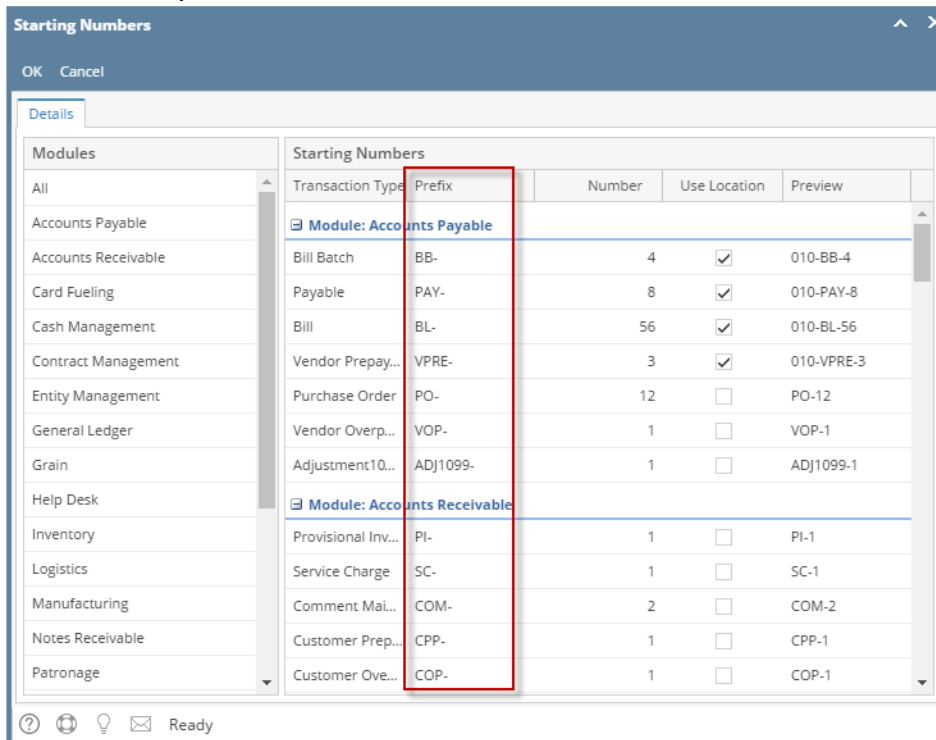 Starting Numbers
OK Cancel
Details
Modules
All
Accounts Payable
Accounts Receivable
Card Fueling
Cash Management
Contract Management
Entity Management
General Ledger
Grain
Help Desk
Inventory
Logistics
Manufacturing
Notes Receivable
Patronage
Starting Numbers
Transaction Type Prefix Number Use Location Preview
Module: Accounts Payable
Bill Batch BB- 4 010-BB-4
Payable PAY- 8 010-PAY-8
Bill BL- 56 010-BL-56
Vendor Prepay... VPRE- 3 010-VPRE-3
Purchase Order PO- 12 PO-12
Vendor Overp... VOP- 1 VOP-1
Adjustment10... ADJ1099- 1 ADJ1099-1
Module: Accounts Receivable
Provisional Inv... PI- 1 PI-1
Service Charge SC- 1 SC-1
Comment Mai... COM- 2 COM-2
Customer Prep... CPP- 1 CPP-1
Customer Ove... COP- 1 COP-1
Ready